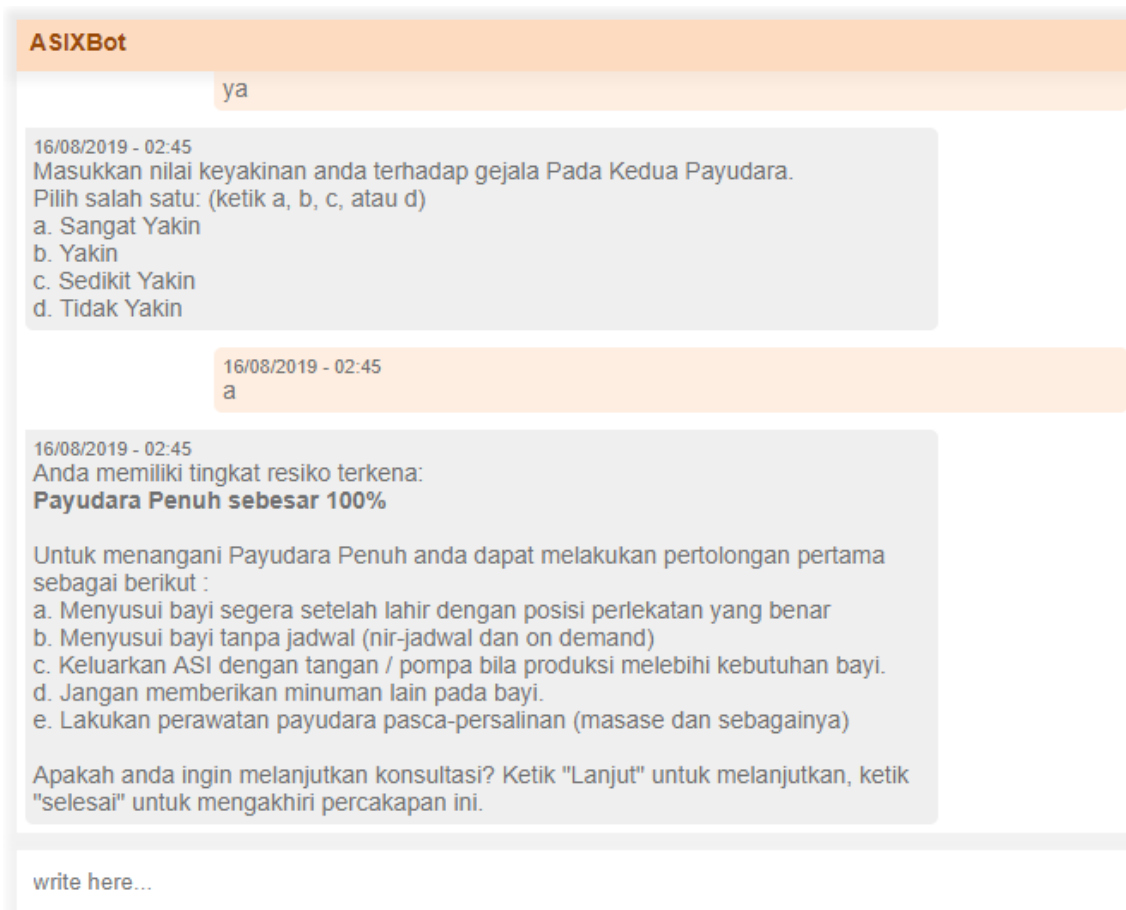 ASIXBot
ya
16/08/2019 - 02:45
Masukkan nilai keyakinan anda terhadap gejala Pada Kedua Payudara.
Pilih salah satu: (ketik a, b, c, atau d)
a. Sangat Yakin
b. Yakin
c. Sedikit Yakin
d. Tidak Yakin
16/08/2019 - 02:45
a
16/08/2019 - 02:45
Anda memiliki tingkat resiko terkena:
Payudara Penuh sebesar 100%
Untuk menangani Payudara Penuh anda dapat melakukan pertolongan pertama
sebagai berikut :
a. Menyusui bayi segera setelah lahir dengan posisi perlekatan yang benar
b. Menyusui bayi tanpa jadwal (nir-jadwal dan on demand)
c. Keluarkan ASI dengan tangan / pompa bila produksi melebihi kebutuhan bayi.
d. Jangan memberikan minuman lain pada bayi.
e. Lakukan perawatan payudara pasca-persalinan (masase dan sebagainya)
Apakah anda ingin melanjutkan konsultasi? Ketik "Lanjut" untuk melanjutkan, ketik
"selesai" untuk mengakhiri percakapan ini.
write here...